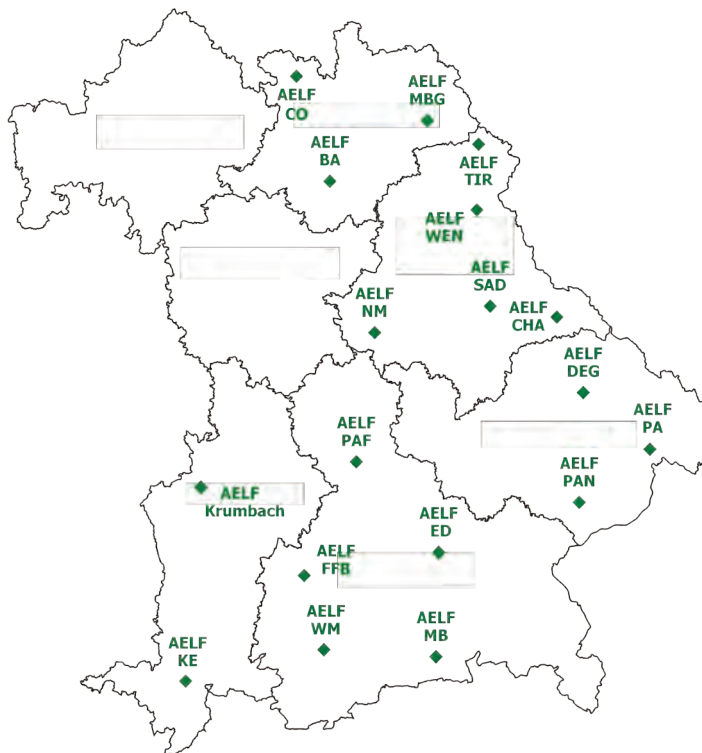 AELF
CO
AELF
MBG
AELF
BA
AELF
TIR
AELF
WEN
AELF
SAD
AELF
CHA
AELF
NM
AELF
DEG
AELF
PA
AELF
PAF
AELF
PAN
AELF
Krumbach
AELF
ED
AELF
FFB
AELF
WM
AELF
MB
AELF
KE